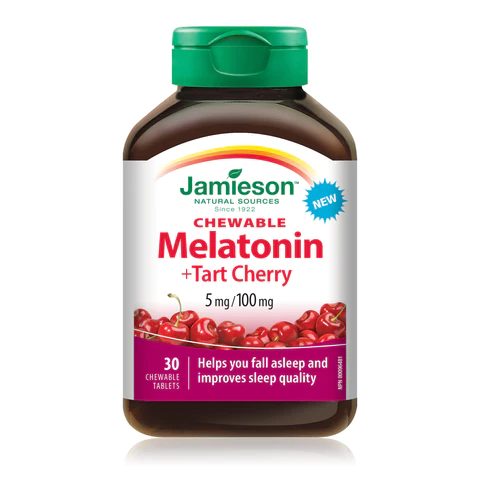 Jamieson™
NATURAL SOURCES
Since 1922
NEW
CHEWABLE
Melatonin
+Tart Cherry
5 mg/100 mg
30
CHEWABLE
TABLETS
Helps you fall asleep and
improves sleep quality